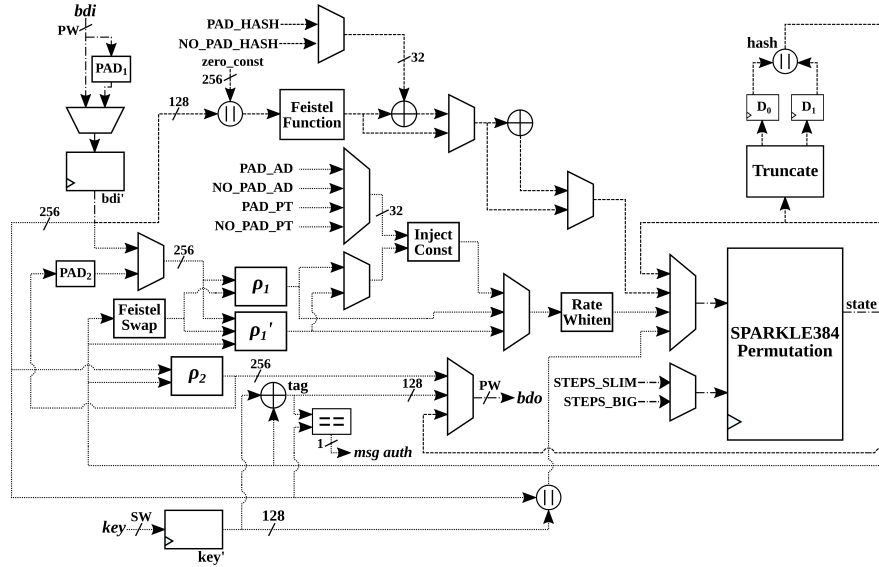 bdi
PW
PAD₁
bdi'
PAD_HASH
NO_PAD_HASH
zero_const
256
32
128
||
Feistel
Function
hash
||
D₀
D₁
Truncate
256
PAD_AD
NO_PAD_AD
PAD_PT
NO_PAD_PT
32
Inject
Const
256
PAD₂
ρ₁
Feistel
Swap
ρ₁'
Rate
Whiten
SPARKLE384
Permutation
state
ρ₂
256
tag
128
PW
bdo
STEPS_SLIM
STEPS_BIG
==
1
msg auth
||
key
SW
key'
128